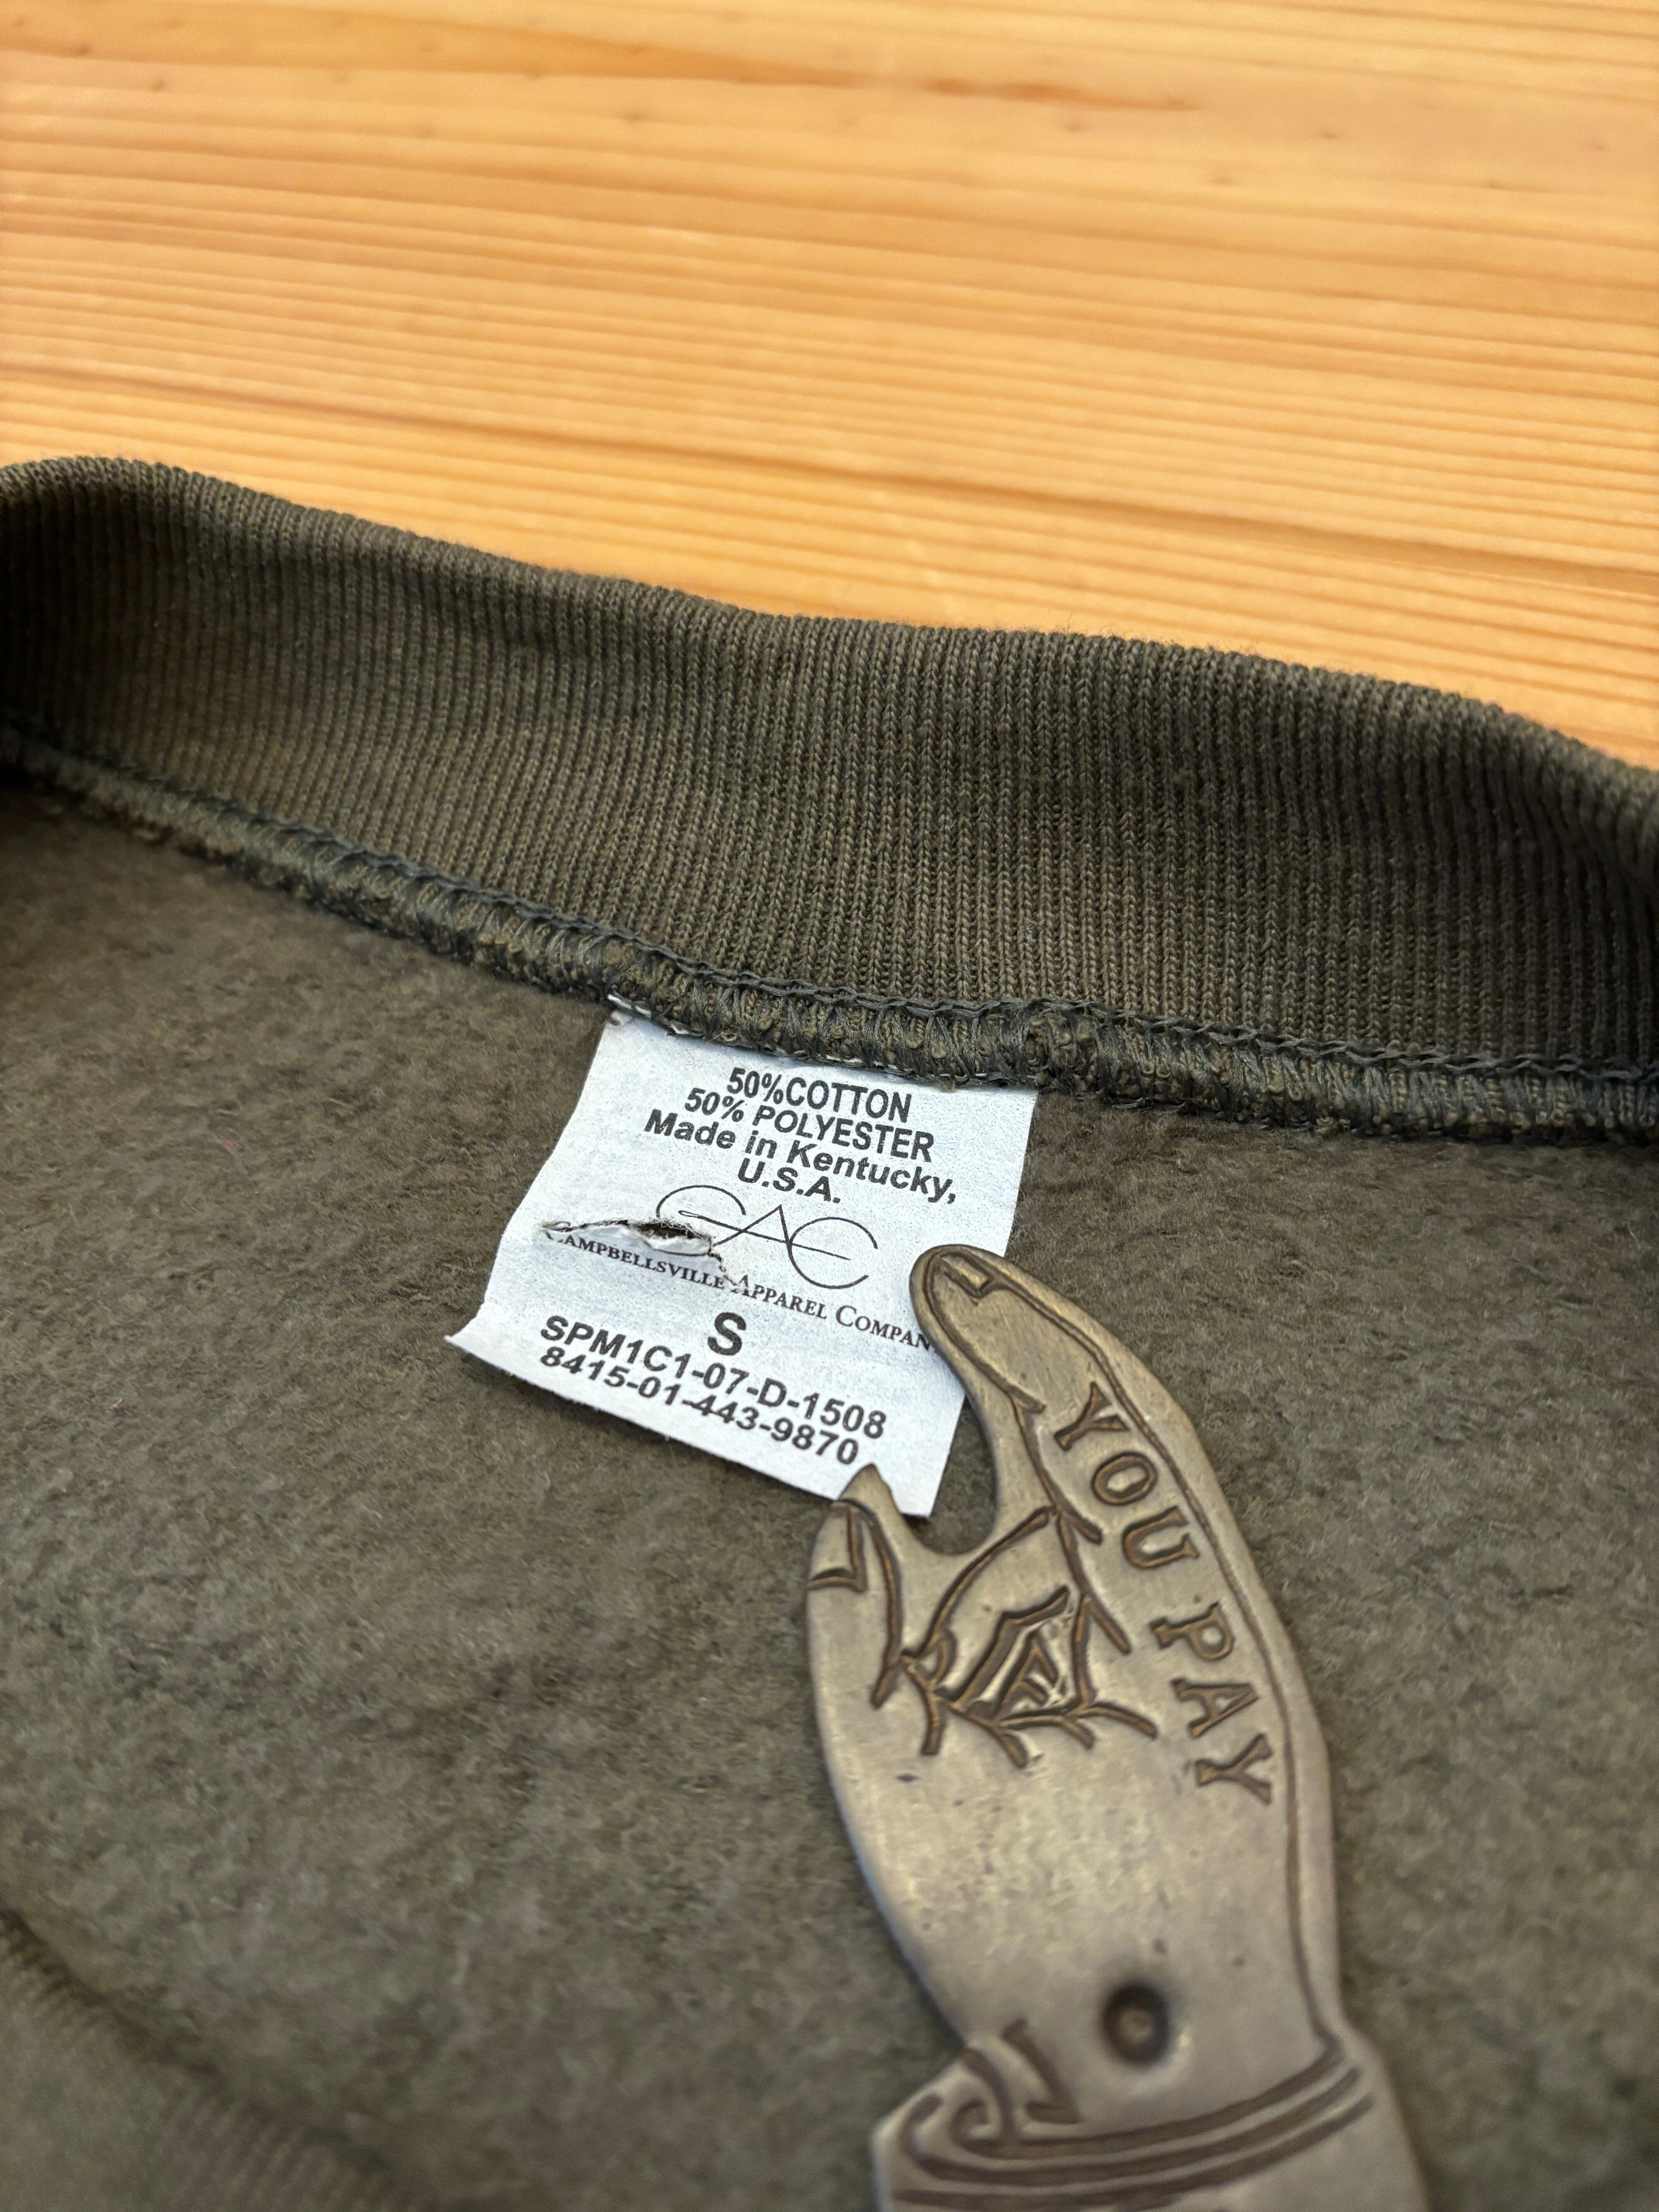 50%COTTON
50% POLYESTER
Made in Kentucky,
U.S.A.
CAC
CAMPBELLSVILLE APPAREL COMPAN
S
SPM1C1-07-D-1508
8415-01-443-9870
YOU PAY